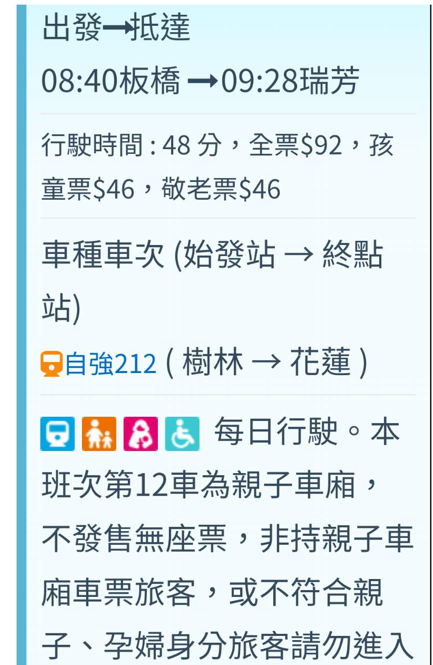 出發→抵達
08:40板橋→09:28瑞芳
行駛時間 : 48 分，全票$92，孩
童票$46，敬老票$46
車種車次 (始發站 → 終點
站)
自強212 ( 樹林 → 花蓮 )
每日行駛。本
班次第12車為親子車廂，
不發售無座票，非持親子車
廂車票旅客，或不符合親
子、孕婦身分旅客請勿進入